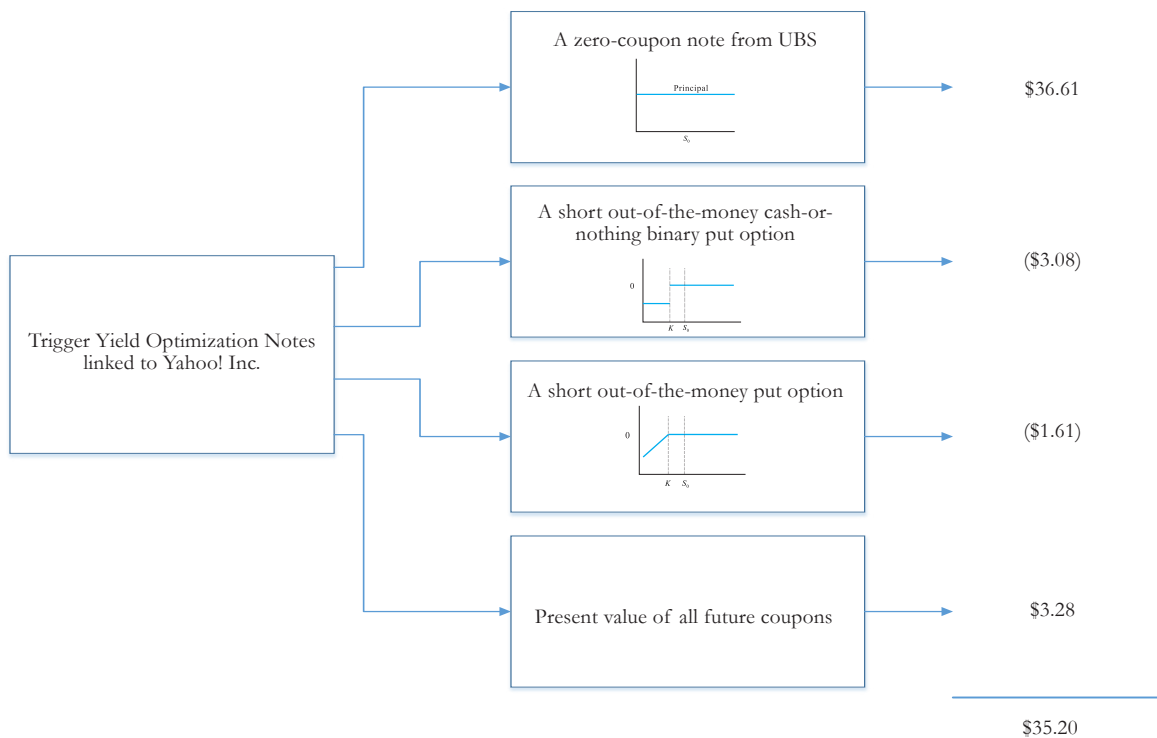 A zero-coupon note from UBS
Principal
S₀
$36.61
A short out-of-the-money cash-or-
nothing binary put option
0
K S₀
($3.08)
Trigger Yield Optimization Notes
linked to Yahoo! Inc.
A short out-of-the-money put option
0
K S₀
($1.61)
Present value of all future coupons
$3.28
$35.20